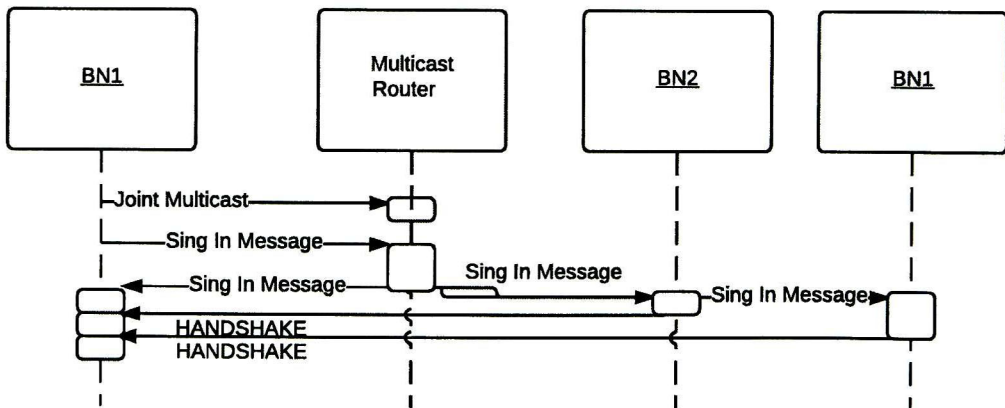 BN1
Multicast
Router
BN2
BN1
Joint Multicast
Sing In Message
Sing In Message
Sing In Message
Sing In Message
HANDSHAKE
HANDSHAKE